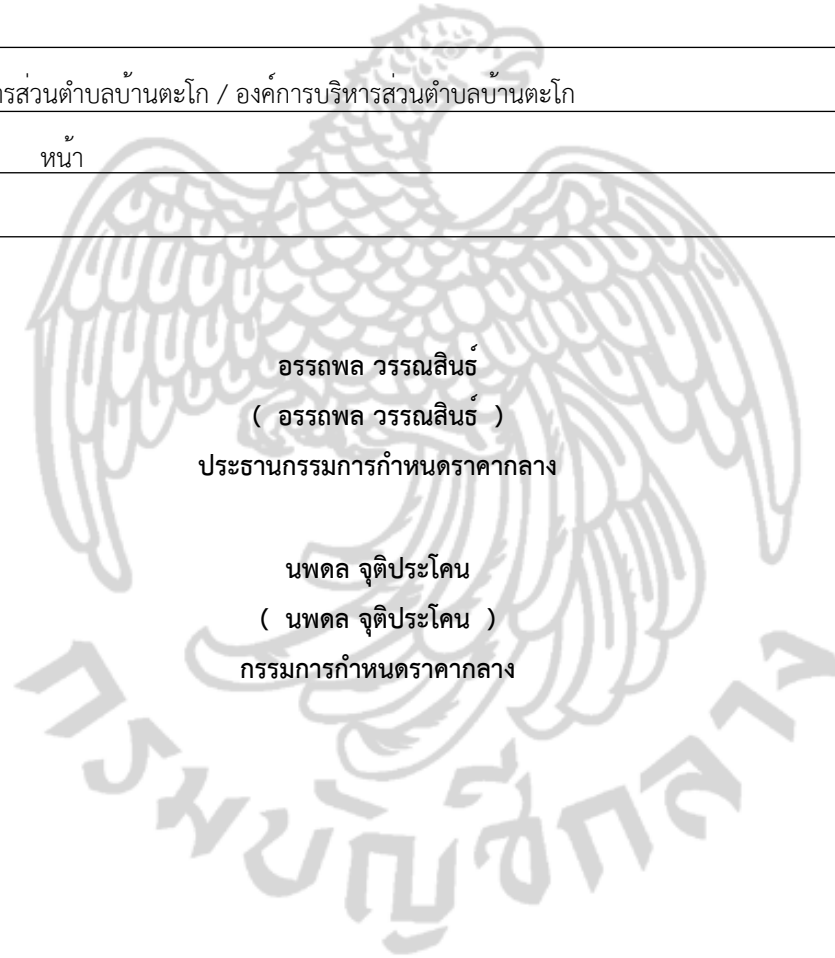 รส่วนตำบลบ้านตะโก / องค์การบริหารส่วนตำบลบ้านตะโก
หน้า
อรรถพล วรรณสินธ์
( อรรถพล วรรณสินธ์ )
ประธานกรรมการกำหนดราคากลาง
นพดล จุติประโคน
( นพดล จุติประโคน )
กรรมการกำหนดราคากลาง
กรมบัญชีกลาง